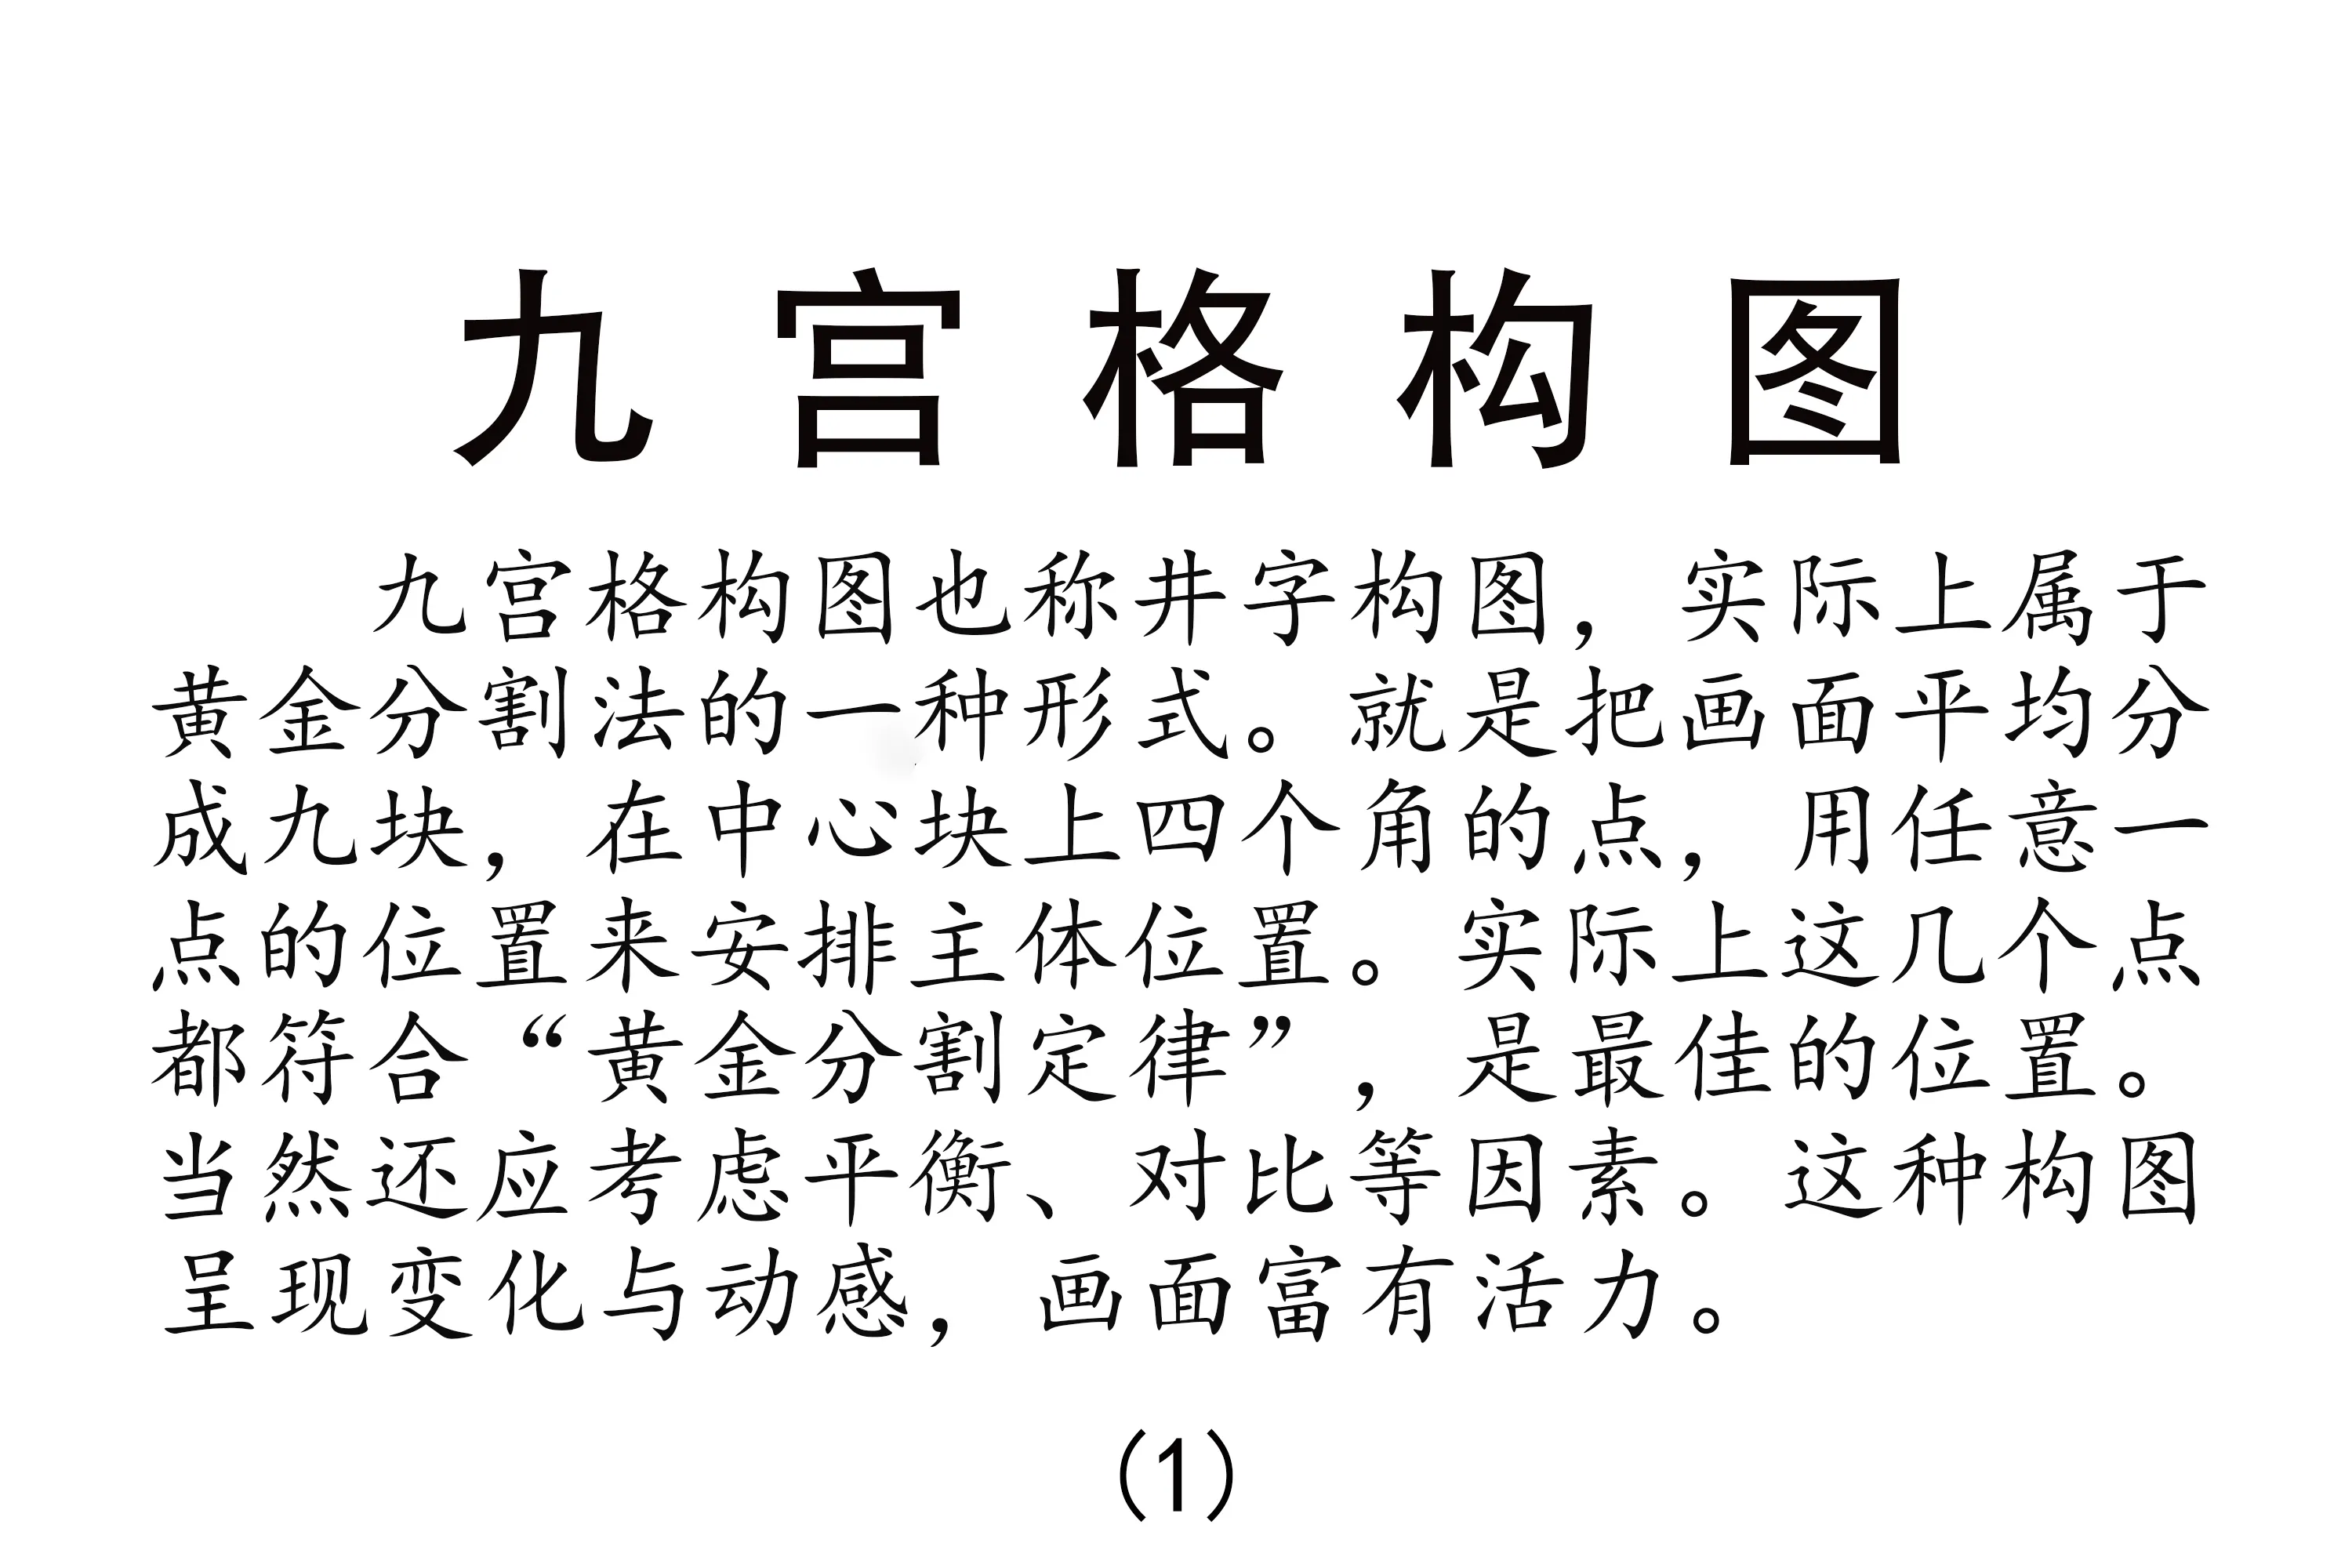 九宫格构图
九宫格构图也称井字构图，实际上属于
黄金分割法的一种形式。就是把画面平均分
成九块，在中心块上四个角的点，用任意一
点的位置来安排主体位置。实际上这几个点
都符合“黄金分割定律”，是最佳的位置。
当然还应考虑平衡、对比等因素。这种构图
呈现变化与动感，画面富有活力。
(1)